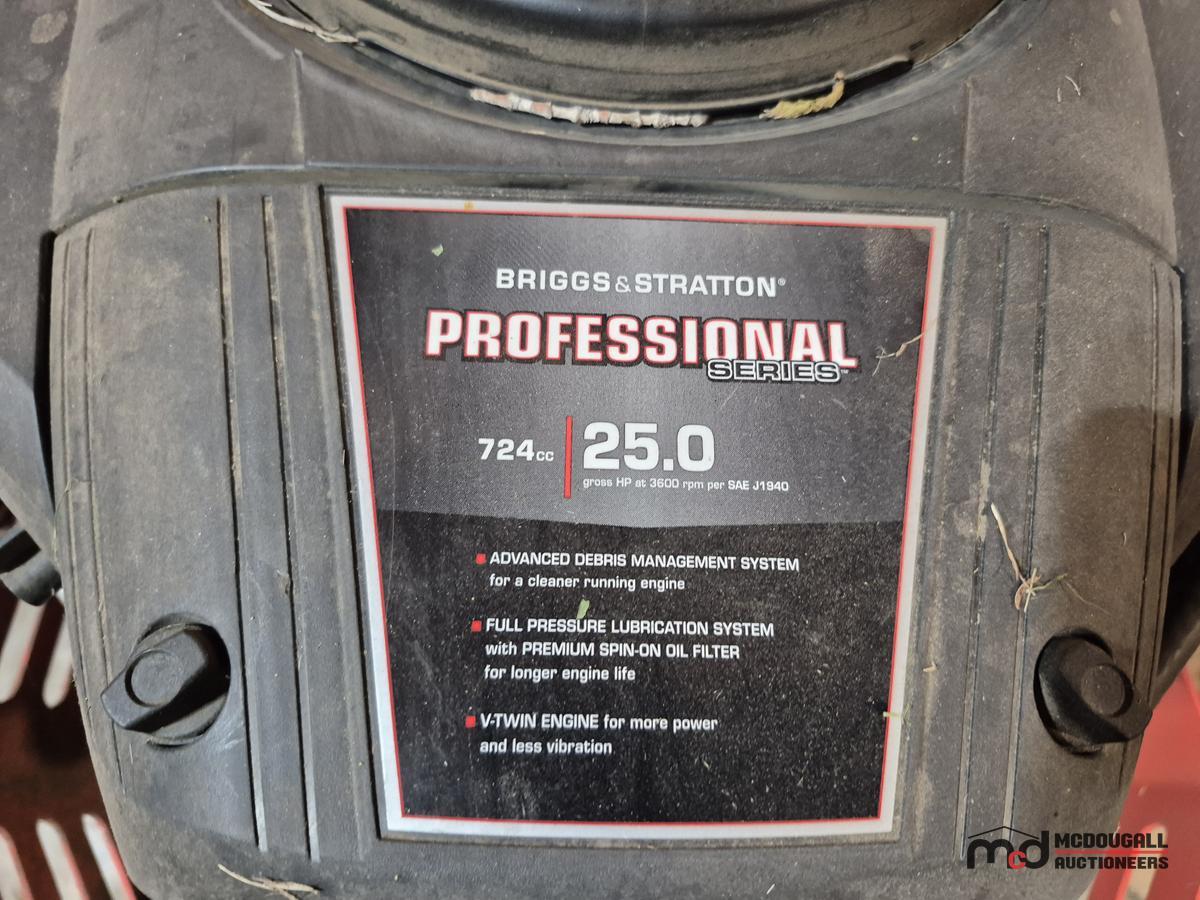 BRIGGS & STRATTON®
PROFESSIONAL
SERIES™
724cc 25.0
gross HP at 3600 rpm per SAE J1940
ADVANCED DEBRIS MANAGEMENT SYSTEM
for a cleaner running engine
FULL PRESSURE LUBRICATION SYSTEM
with PREMIUM SPIN-ON OIL FILTER
for longer engine life
V-TWIN ENGINE for more power
and less vibration
mcd MCDOUGALL
AUCTIONEERS